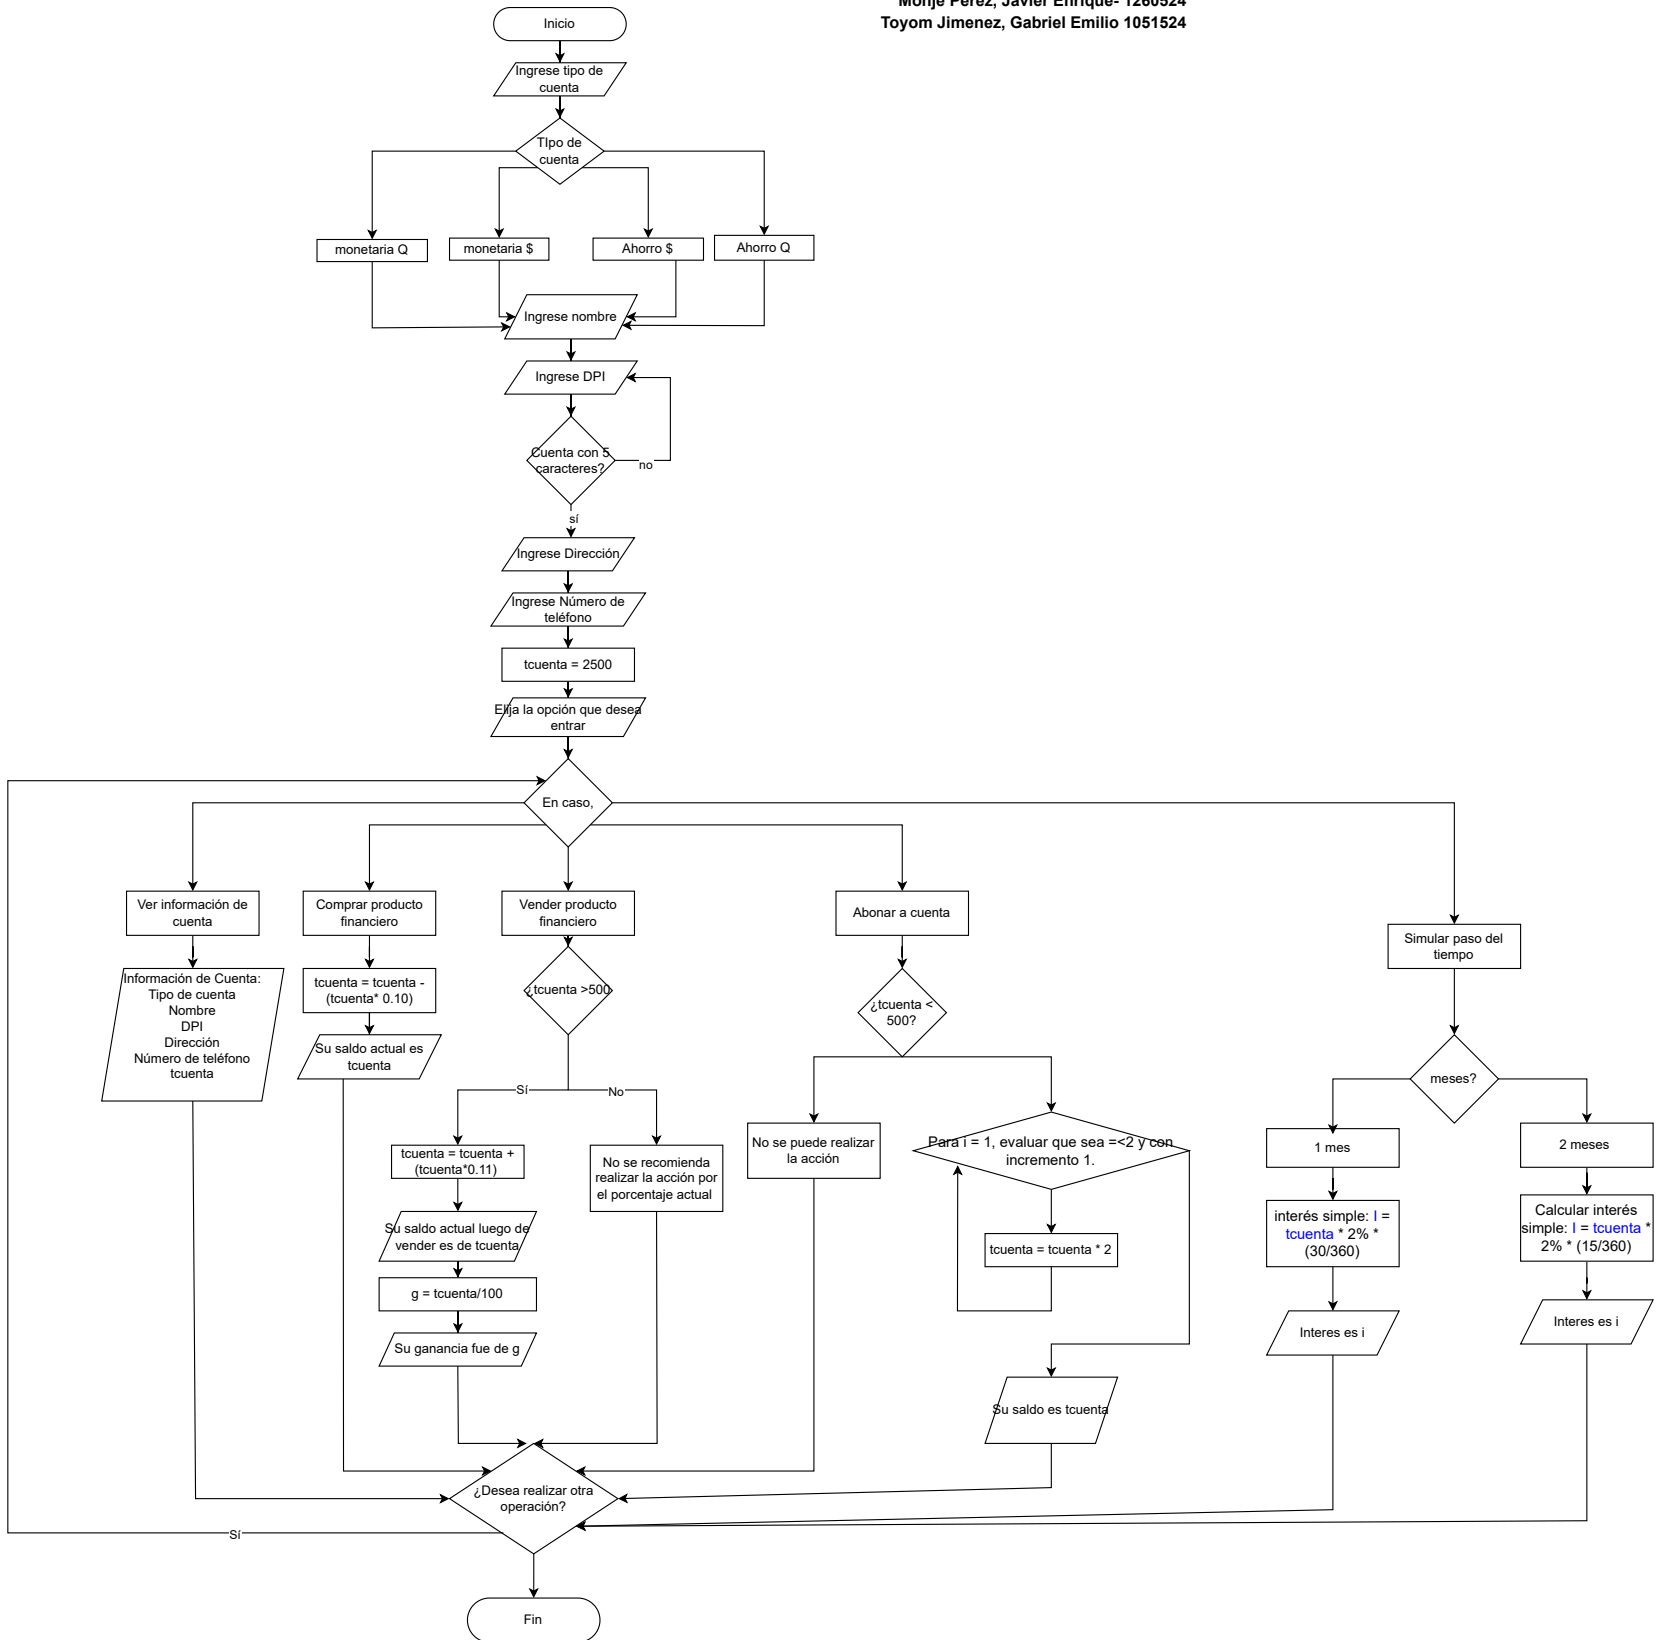 Monje Perez, Javier Enrique- 1260524
Toyom Jimenez, Gabriel Emilio 1051524
Inicio
Ingrese tipo de
cuenta
TIpo de
cuenta
monetaria Q
monetaria $
Ahorro $
Ahorro Q
Ingrese nombre
Ingrese DPI
Cuenta con 5
caracteres?
no
sí
Ingrese Dirección
Ingrese Número de
teléfono
tcuenta = 2500
Elija la opción que desea
entrar
En caso,
Ver información de
cuenta
Información de Cuenta:
Tipo de cuenta
Nombre
DPI
Dirección
Número de teléfono
tcuenta
Comprar producto
financiero
tcuenta = tcuenta -
(tcuenta* 0.10)
Su saldo actual es
tcuenta
Vender producto
financiero
¿tcuenta >500
Sí
No
tcuenta = tcuenta +
(tcuenta*0.11)
Su saldo actual luego de
vender es de tcuenta
g = tcuenta/100
Su ganancia fue de g
No se recomienda
realizar la acción por
el porcentaje actual
Abonar a cuenta
¿tcuenta <
500?
No se puede realizar
la acción
Para i = 1, evaluar que sea =<2 y con
incremento 1.
tcuenta = tcuenta * 2
Su saldo es tcuenta
Simular paso del
tiempo
meses?
1 mes
interés simple: I =
tcuenta * 2% *
(30/360)
Interes es i
2 meses
Calcular interés
simple: I = tcuenta *
2% * (15/360)
Interes es i
¿Desea realizar otra
operación?
Sí
Fin